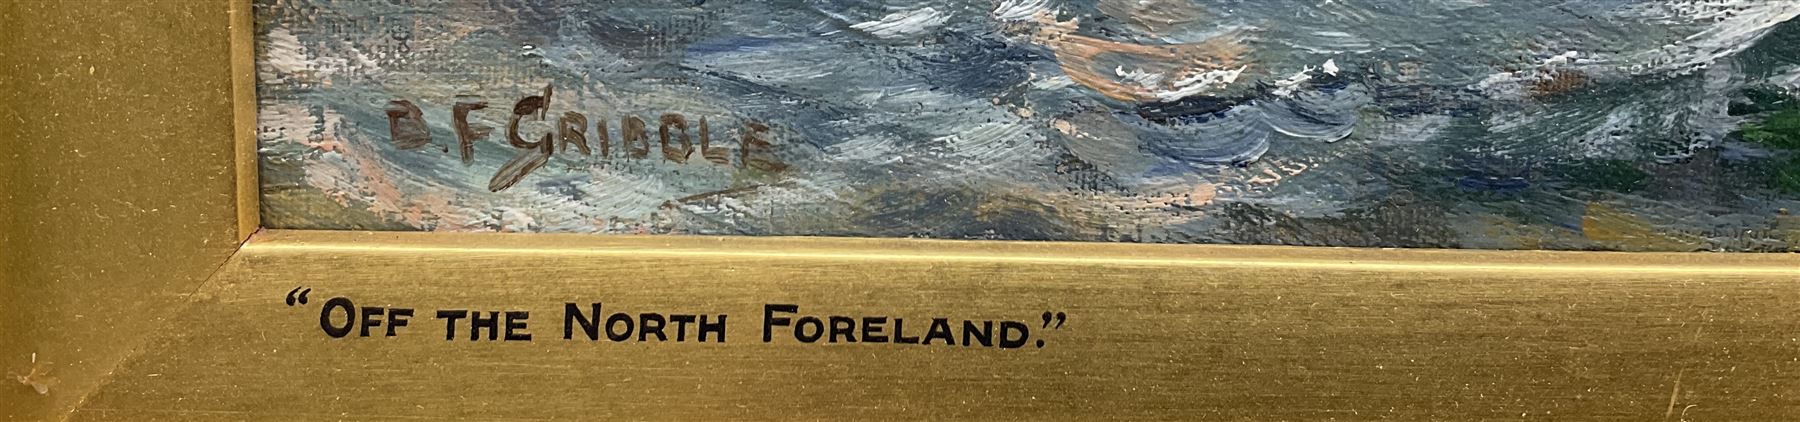 B.F GRIBBLE
"OFF THE NORTH FORELAND."